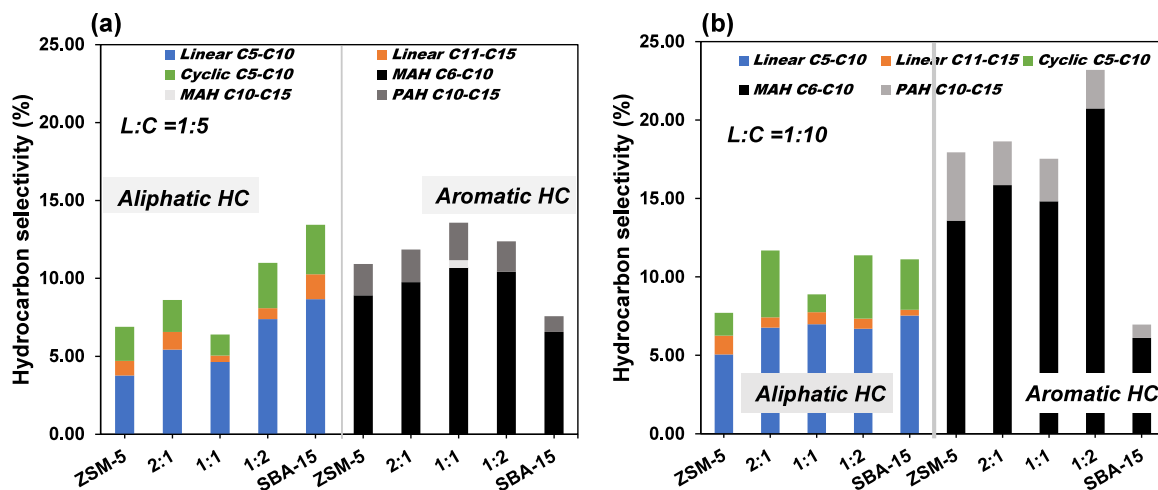 (a)
Hydrocarbon selectivity (%)
25.00
20.00
15.00
10.00
5.00
0.00
Linear C5-C10
Linear C11-C15
Cyclic C5-C10
MAH C6-C10
MAH C10-C15
PAH C10-C15
L:C =1:5
Aliphatic HC
Aromatic HC
ZSM-5
2:1
1:1
1:2
SBA-15
ZSM-5
2:1
1:1
1:2
SBA-15
(b)
Hydrocarbon selectivity (%)
25.00
20.00
15.00
10.00
5.00
0.00
Linear C5-C10
Linear C11-C15
Cyclic C5-C10
MAH C6-C10
PAH C10-C15
L:C =1:10
Aliphatic HC
Aromatic HC
ZSM-5
2:1
1:1
1:2
SBA-15
ZSM-5
2:1
1:1
1:2
SBA-15